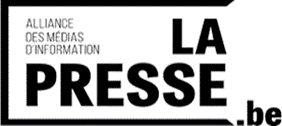 ALLIANCE
DES MÉDIAS
D'INFORMATION
LA
PRESSE
.be